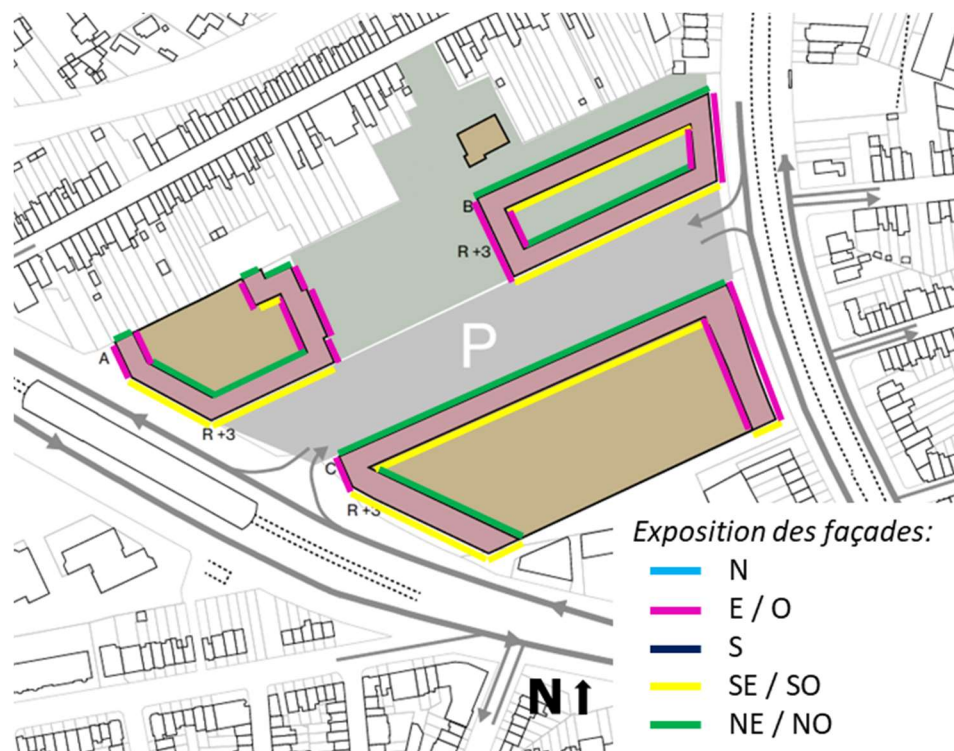 B
R +3
P
A
R +3
C
R +3
Exposition des façades:
N
E / O
S
SE / SO
NE / NO
N